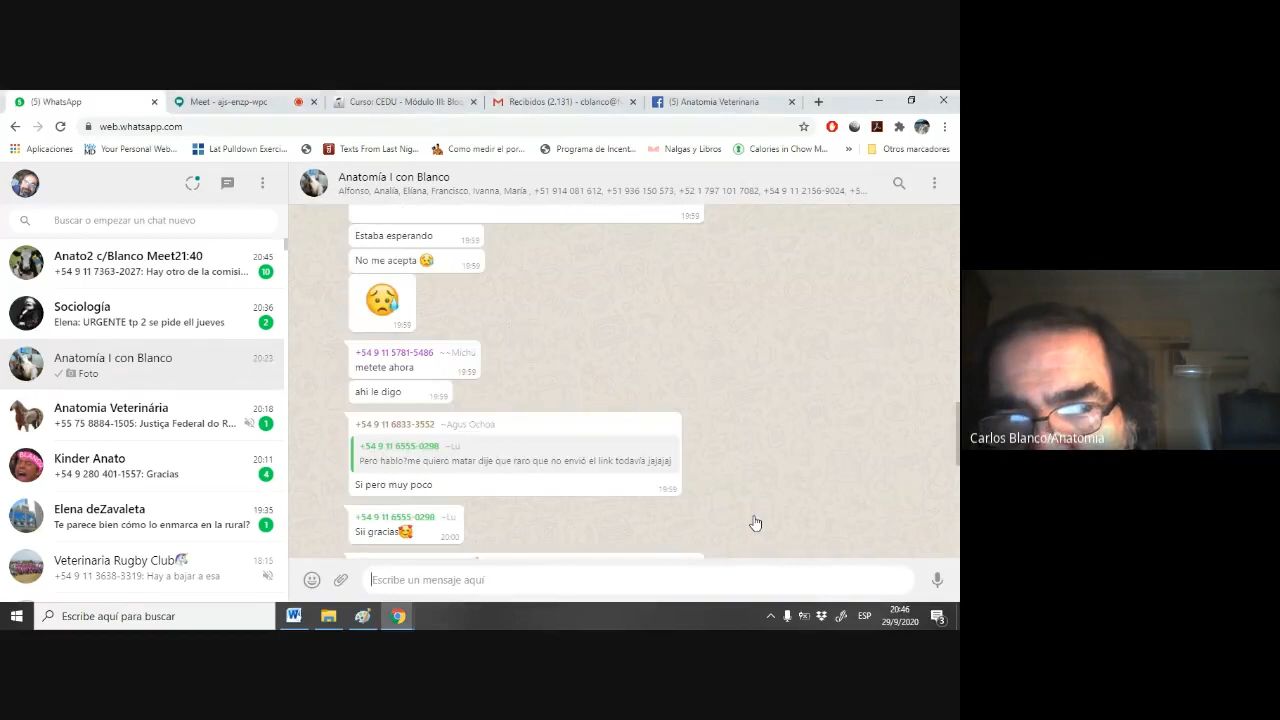 (5) WhatsApp
Meet - ajs-enzp-wpc
Curso: CEDU - Módulo III: Bloc
Recibidos (2.131) - cblanco@f
(5) Anatomia Veterinaria
web.whatsapp.com
Aplicaciones
Your Personal Web...
Lat Pulldown Exerci...
Texts From Last Nig...
Como medir el por...
Programa de Incent...
Nalgas y Libros
Calories in Chow M...
»
Otros marcadores
Anatomía I con Blanco
Alfonso, Analía, Eliana, Francisco, Ivanna, María , +51 914 081 612, +51 936 150 573, +52 1 797 101 7082, +54 9 11 2156-9024, +5...
Buscar o empezar un chat nuevo
Anato2 c/Blanco Meet21:40
20:45
+54 9 11 7363-2027: Hay otro de la comisi...
10
Sociología
20:36
Elena: URGENTE tp 2 se pide ell jueves
2
Anatomía I con Blanco
20:23
Foto
Anatomia Veterinária
20:18
+55 75 8884-1505: Justiça Federal do R...
1
Kinder Anato
20:11
+54 9 280 401-1557: Gracias
4
Elena deZavaleta
19:35
Te parece bien cómo lo enmarca en la rural?
1
Veterinaria Rugby Club
18:15
+54 9 11 3638-3319: Hay a bajar a esa
19:59
Estaba esperando
19:59
No me acepta
19:59
19:59
+54 9 11 5781-5486 ~~Michu
metete ahora
19:59
ahi le digo
19:59
+54 9 11 6833-3552 ~Agus Ochoa
+54 9 11 6555-0298 ~Lu
Pero hablo?me quiero matar dije que raro que no envió el link todavía jajajaj
Si pero muy poco
19:59
+54 9 11 6555-0298 ~Lu
Sii gracias
20:00
Escribe un mensaje aquí
Escribe aquí para buscar
ESP
20:46
29/9/2020
3
Carlos Blanco/Anatomia